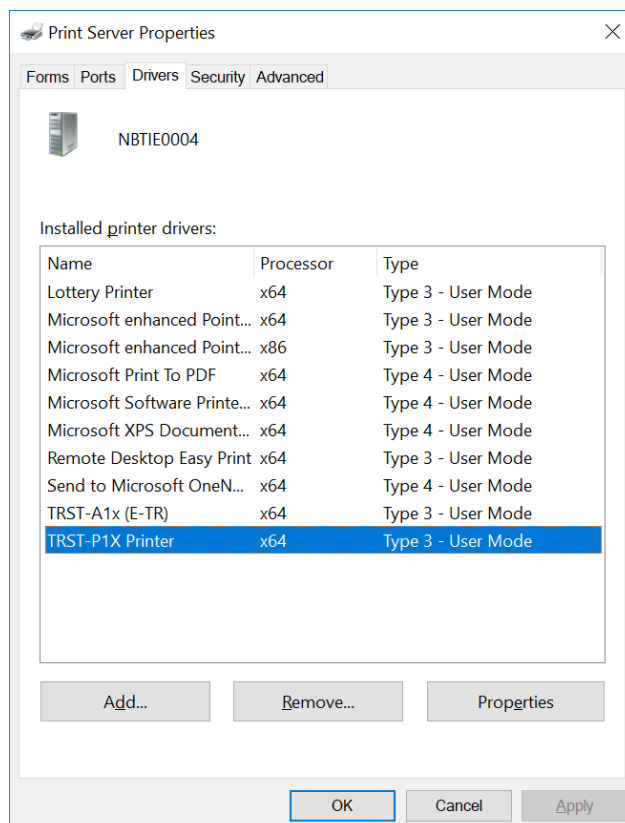 Print Server Properties
Forms Ports Drivers Security Advanced
NBTIE0004
Installed printer drivers:
Name Processor Type
Lottery Printer x64 Type 3 - User Mode
Microsoft enhanced Point... x64 Type 3 - User Mode
Microsoft enhanced Point... x86 Type 3 - User Mode
Microsoft Print To PDF x64 Type 4 - User Mode
Microsoft Software Printe... x64 Type 4 - User Mode
Microsoft XPS Document... x64 Type 4 - User Mode
Remote Desktop Easy Print x64 Type 3 - User Mode
Send to Microsoft OneN... x64 Type 4 - User Mode
TRST-A1x (E-TR) x64 Type 3 - User Mode
TRST-P1X Printer x64 Type 3 - User Mode
Add... Remove... Properties
OK Cancel Apply